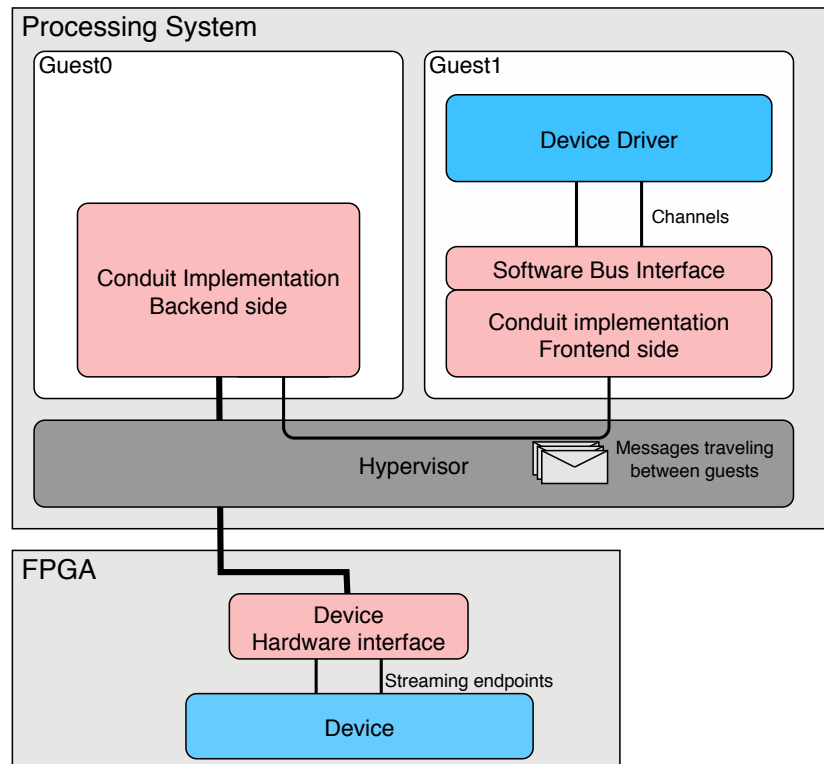 Processing System
Guest0
Guest1
Device Driver
Channels
Software Bus Interface
Conduit Implementation
Backend side
Conduit implementation
Frontend side
Hypervisor
Messages traveling
between guests
FPGA
Device
Hardware interface
Streaming endpoints
Device